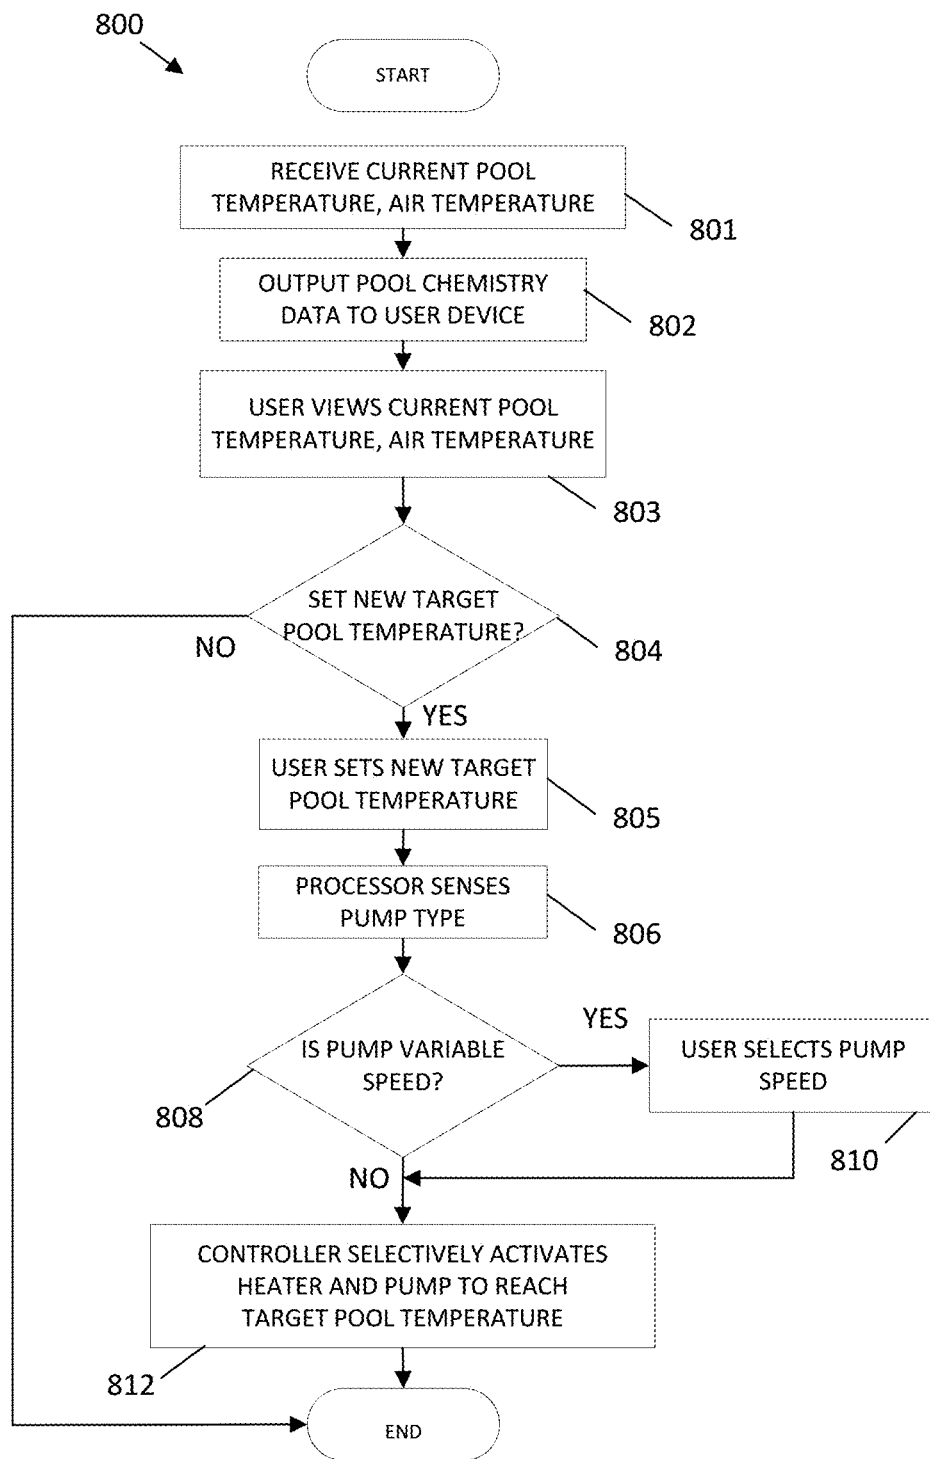 800
START
RECEIVE CURRENT POOL
TEMPERATURE, AIR TEMPERATURE
801
OUTPUT POOL CHEMISTRY
DATA TO USER DEVICE
802
USER VIEWS CURRENT POOL
TEMPERATURE, AIR TEMPERATURE
803
SET NEW TARGET
POOL TEMPERATURE?
804
NO
YES
USER SETS NEW TARGET
POOL TEMPERATURE
805
PROCESSOR SENSES
PUMP TYPE
806
IS PUMP VARIABLE
SPEED?
808
YES
USER SELECTS PUMP
SPEED
810
NO
CONTROLLER SELECTIVELY ACTIVATES
HEATER AND PUMP TO REACH
TARGET POOL TEMPERATURE
812
END